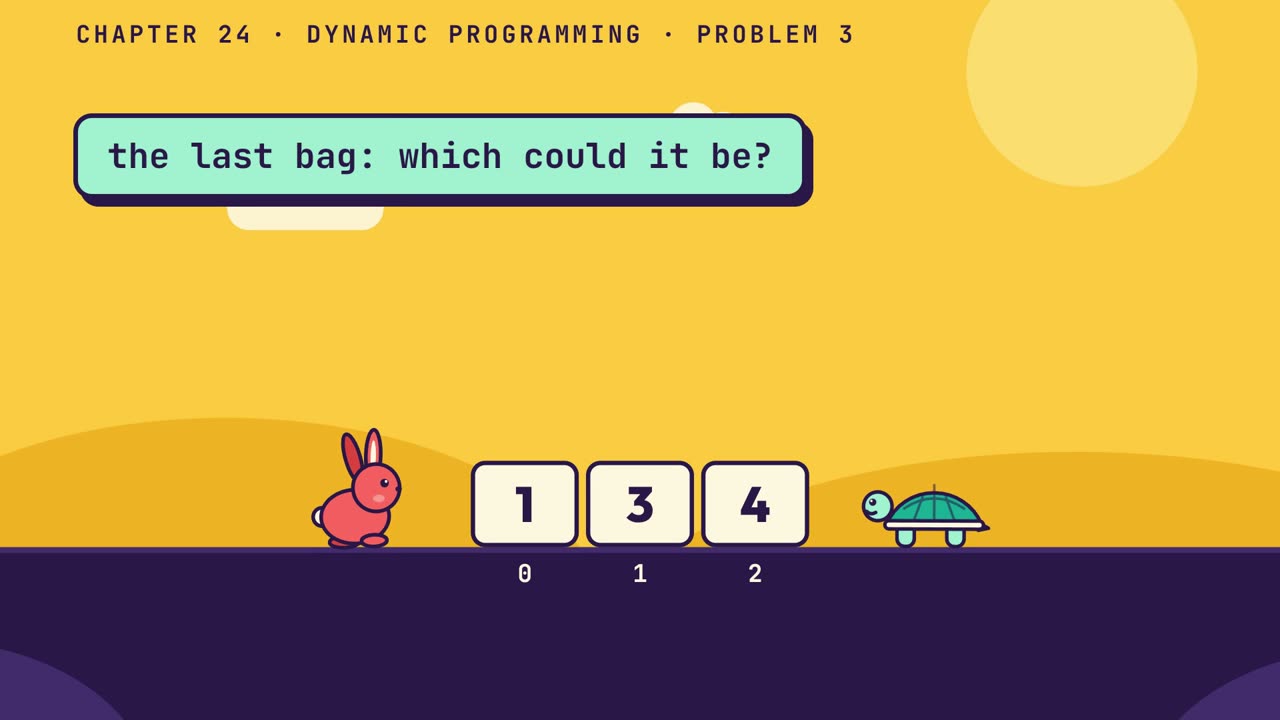 CHAPTER 24 · DYNAMIC PROGRAMMING · PROBLEM 3
the last bag: which could it be?
1 3 4
0 1 2